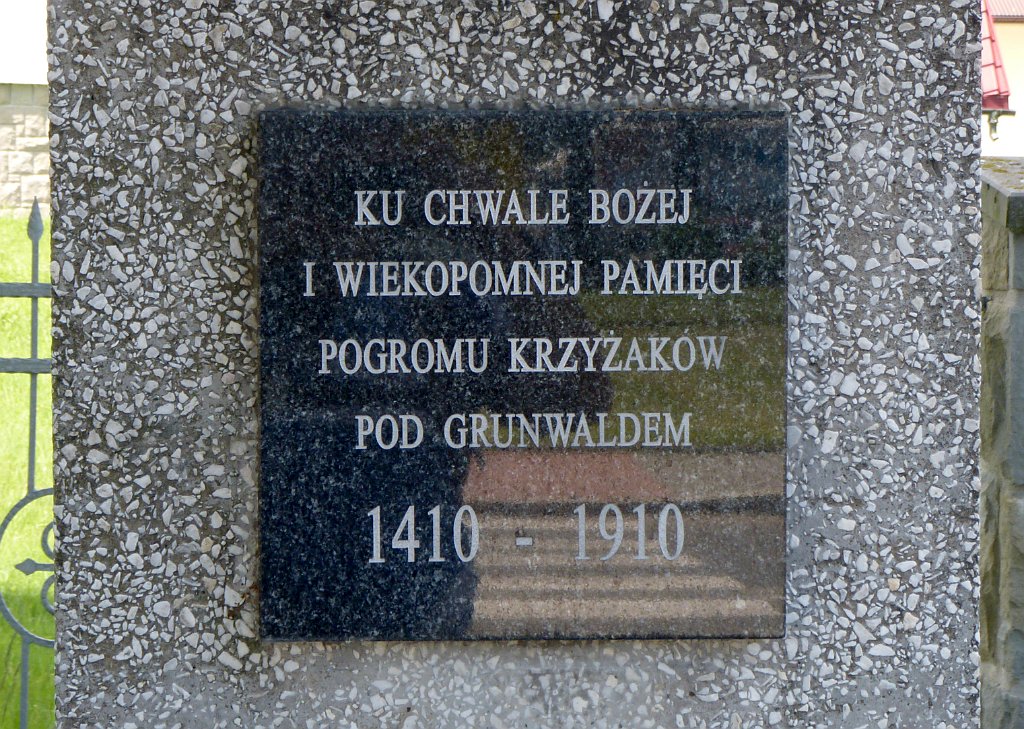 KU CHWALE BOŻEJ
I WIEKOPOMNEJ PAMIĘCI
POGROMU KRZYŻAKÓW
POD GRUNWALDEM
1410 - 1910